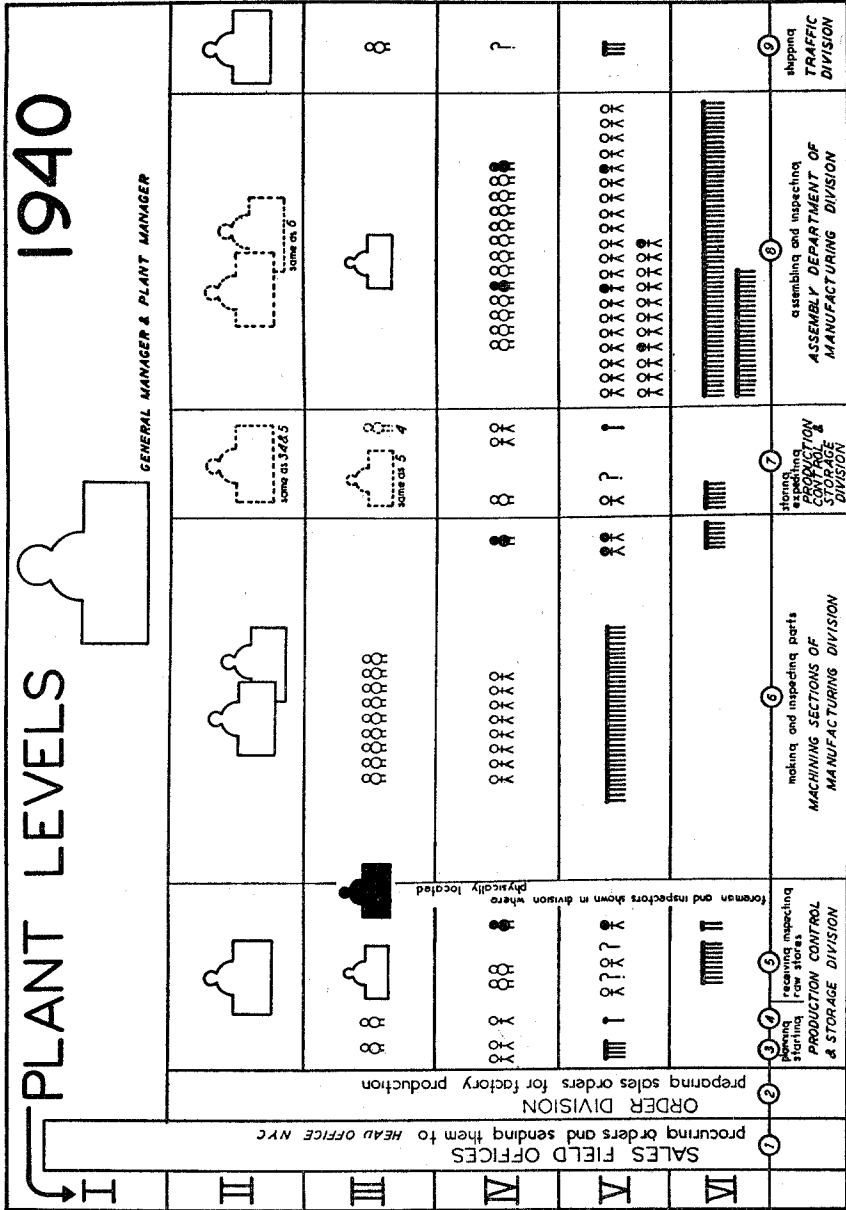 PLANT LEVELS 1940
I
GENERAL MANAGER & PLANT MANAGER
II
same as 3 4 & 5
same as 6
III
same as 5
4
IV
?
V
? ! ?
?
VI
foreman and inspectors shown in division where
physically located
1
SALES FIELD OFFICES
procuring orders and sending them to HEAD OFFICE NYC
2
ORDER DIVISION
preparing sales orders for factory production
3
planning
4
starting
5
receiving inspecting
raw stores
PRODUCTION CONTROL
& STORAGE DIVISION
6
making and inspecting parts
MACHINING SECTIONS OF
MANUFACTURING DIVISION
7
storing
expediting
PRODUCTION
CONTROL &
STORAGE
DIVISION
8
assembling and inspecting
ASSEMBLY DEPARTMENT OF
MANUFACTURING DIVISION
9
shipping
TRAFFIC
DIVISION